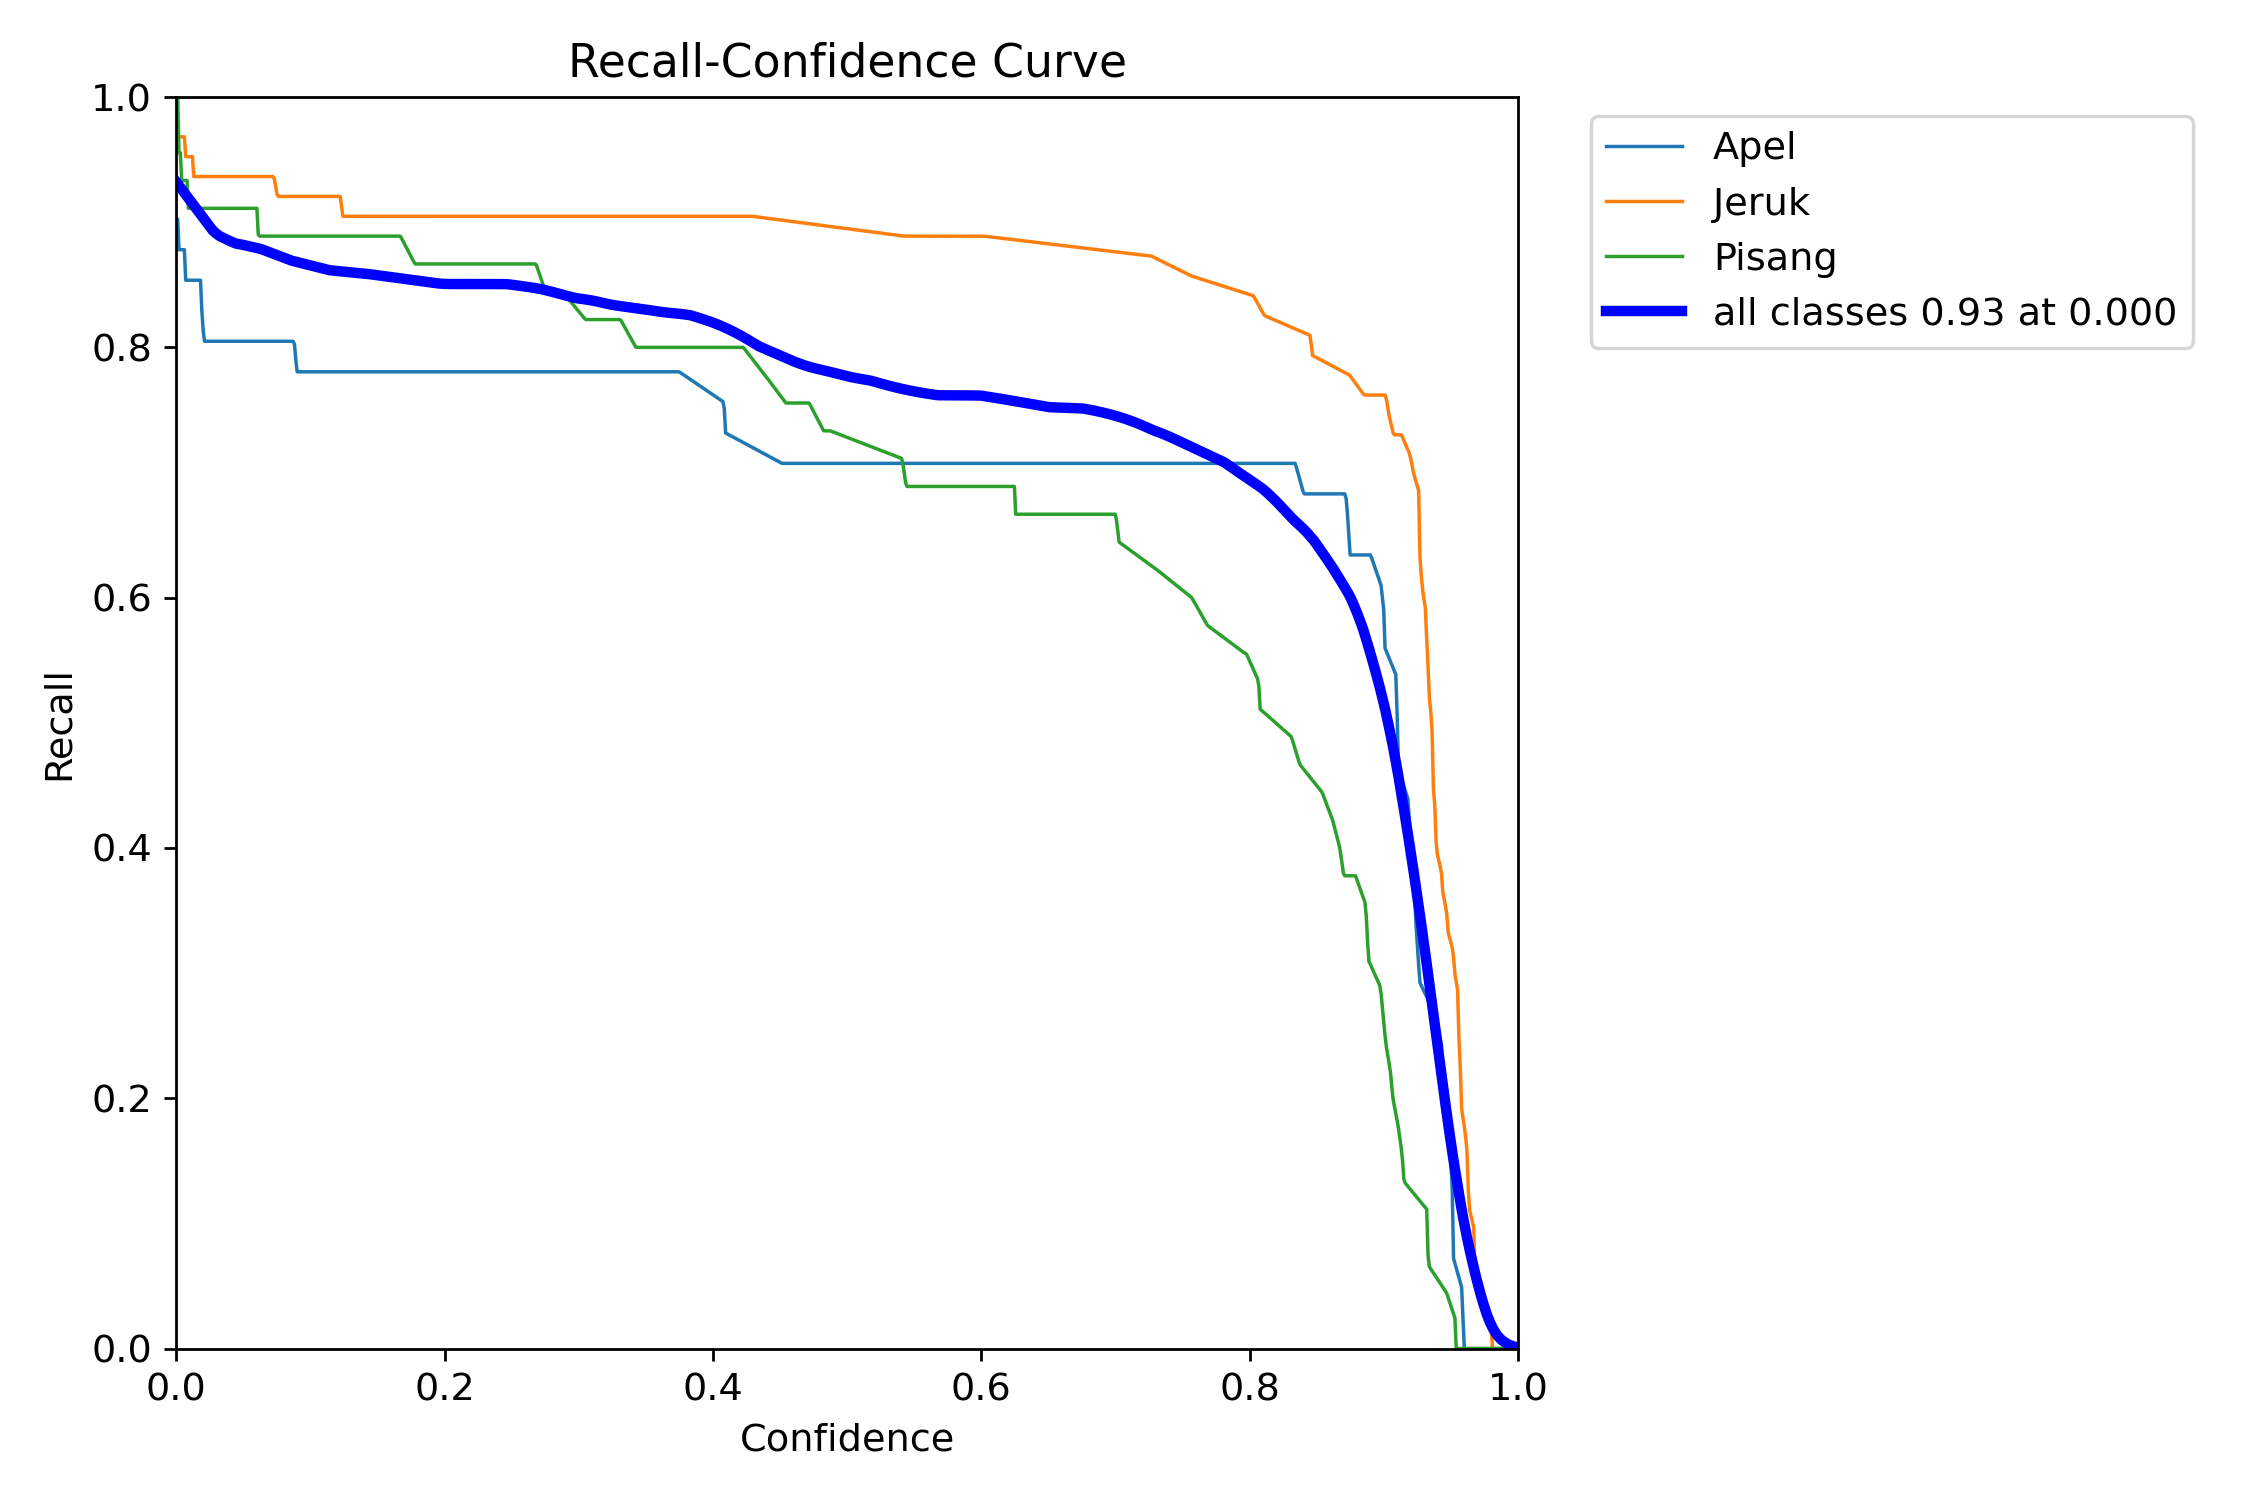 Recall-Confidence Curve
1.0
0.8
0.6
0.4
0.2
0.0
Recall
0.0 0.2 0.4 0.6 0.8 1.0
Confidence
Apel
Jeruk
Pisang
all classes 0.93 at 0.000